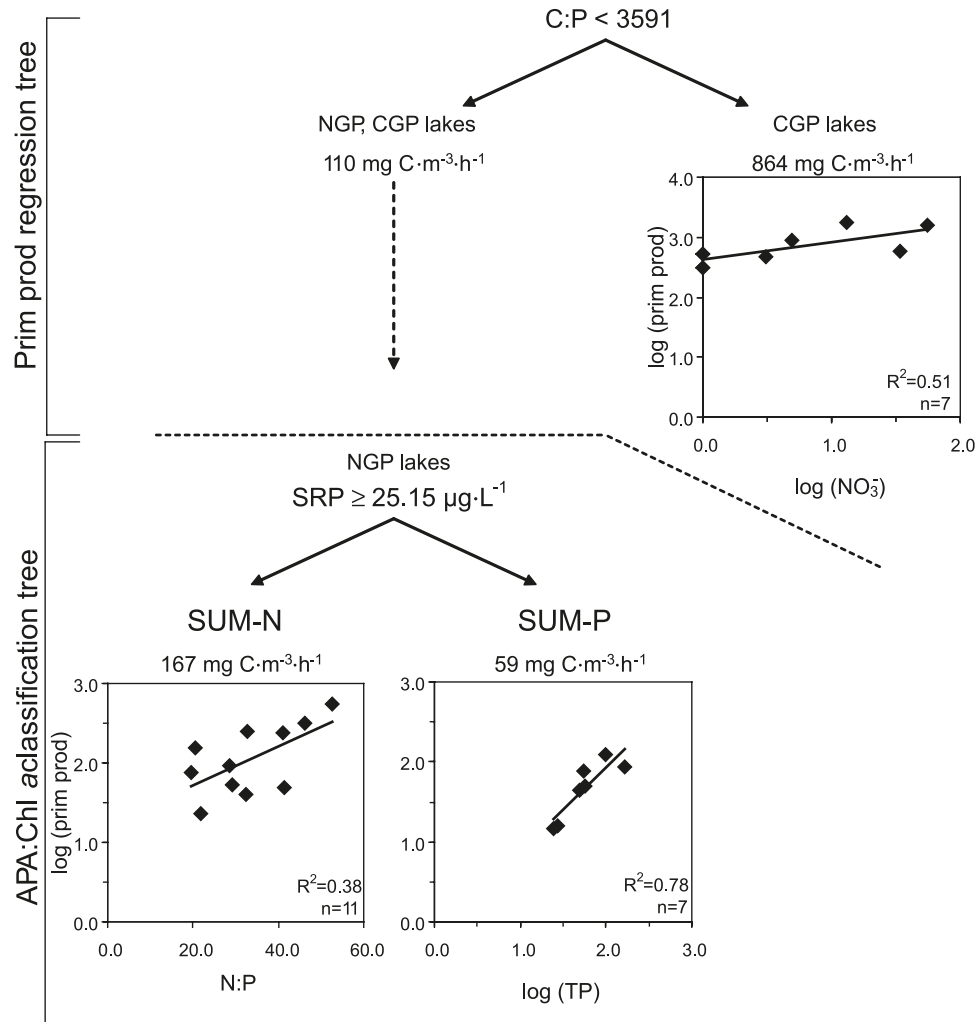 Prim prod regression tree
C:P < 3591
NGP, CGP lakes
110 mg C·m⁻³·h⁻¹
CGP lakes
864 mg C·m⁻³·h⁻¹
log (prim prod)
4.0
3.0
2.0
1.0
0.0
R²=0.51
n=7
0.0 1.0 2.0
log (NO₃⁻)
APA:Chl aclassification tree
NGP lakes
SRP ≥ 25.15 µg·L⁻¹
SUM-N
167 mg C·m⁻³·h⁻¹
log (prim prod)
3.0
2.0
1.0
0.0
R²=0.38
n=11
0.0 20.0 40.0 60.0
N:P
SUM-P
59 mg C·m⁻³·h⁻¹
3.0
2.0
1.0
0.0
R²=0.78
n=7
0.0 1.0 2.0 3.0
log (TP)